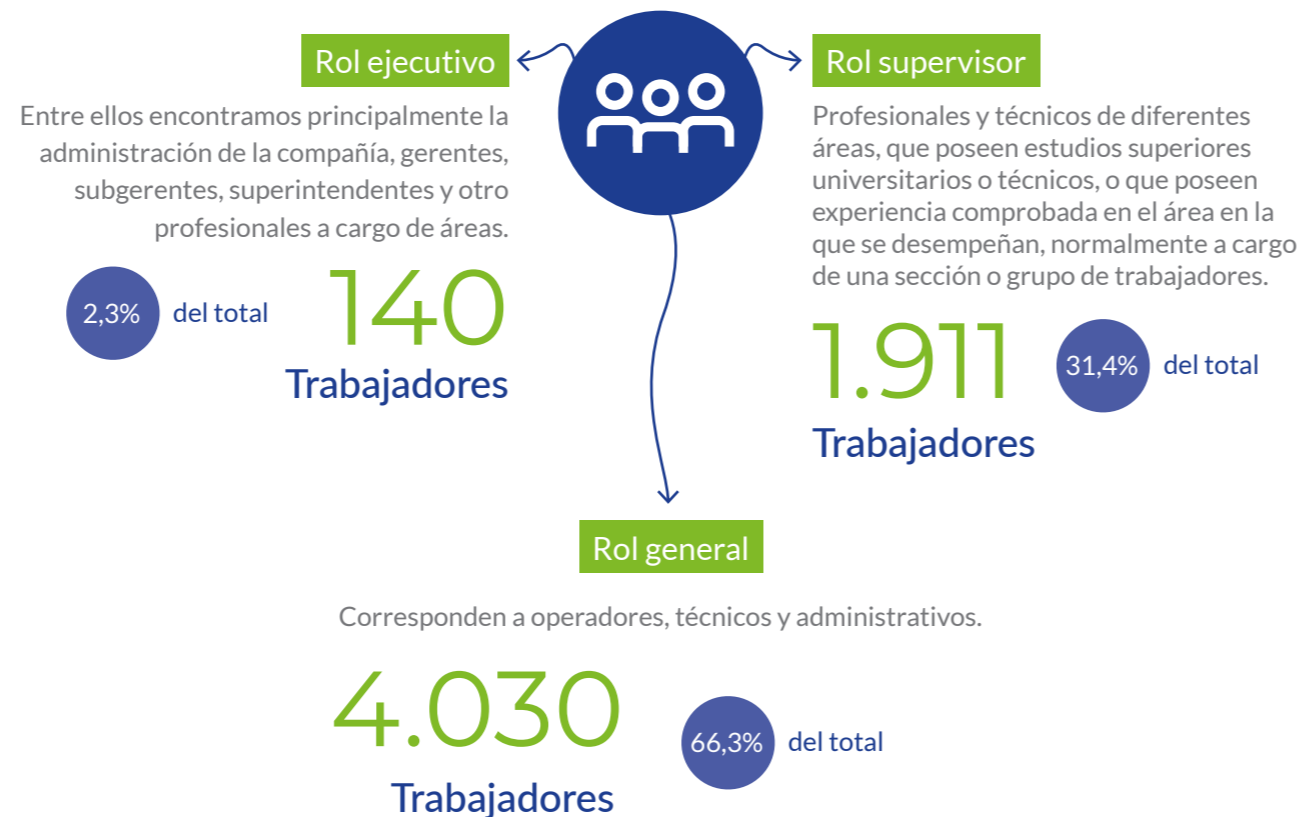 Rol ejecutivo
Entre ellos encontramos principalmente la
administración de la compañía, gerentes,
subgerentes, superintendentes y otro
profesionales a cargo de áreas.
2,3% del total
140
Trabajadores
Rol supervisor
Profesionales y técnicos de diferentes
áreas, que poseen estudios superiores
universitarios o técnicos, o que poseen
experiencia comprobada en el área en la
que se desempeñan, normalmente a cargo
de una sección o grupo de trabajadores.
1.911
Trabajadores
31,4% del total
Rol general
Corresponden a operadores, técnicos y administrativos.
4.030
Trabajadores
66,3% del total